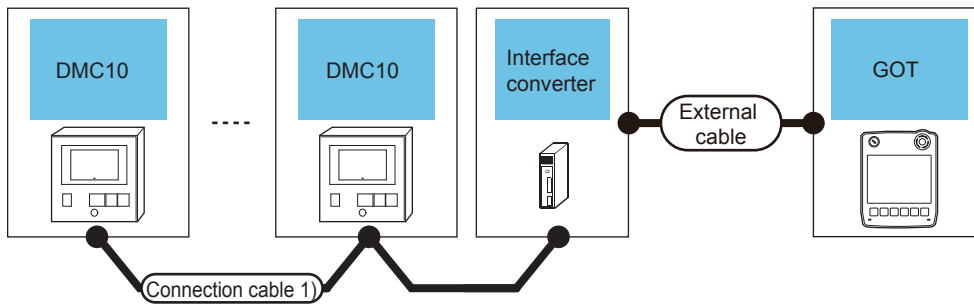 DMC10
DMC10
Interface
converter
GOT
External
cable
Connection cable 1)